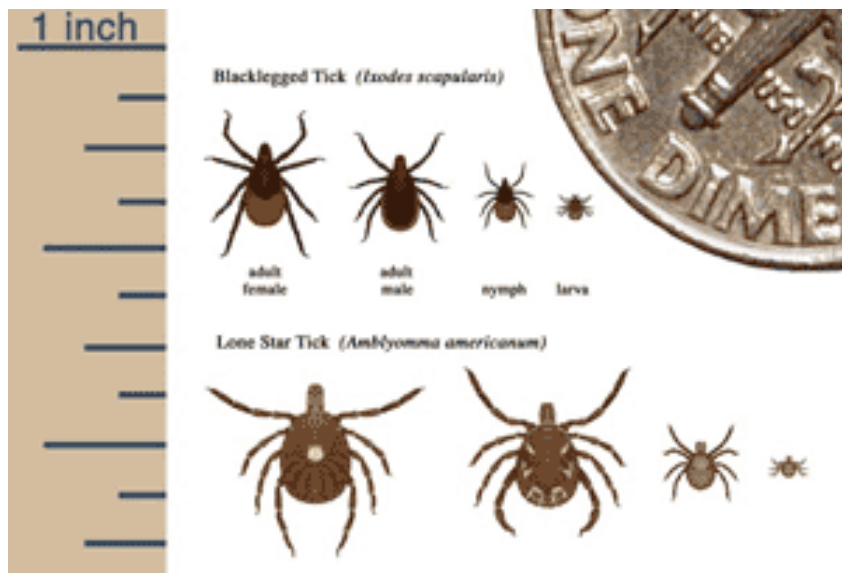 1 inch
Blacklegged Tick (Ixodes scapularis)
ONE DIME
adult female
adult male
nymph
larva
Lone Star Tick (Amblyomma americanum)